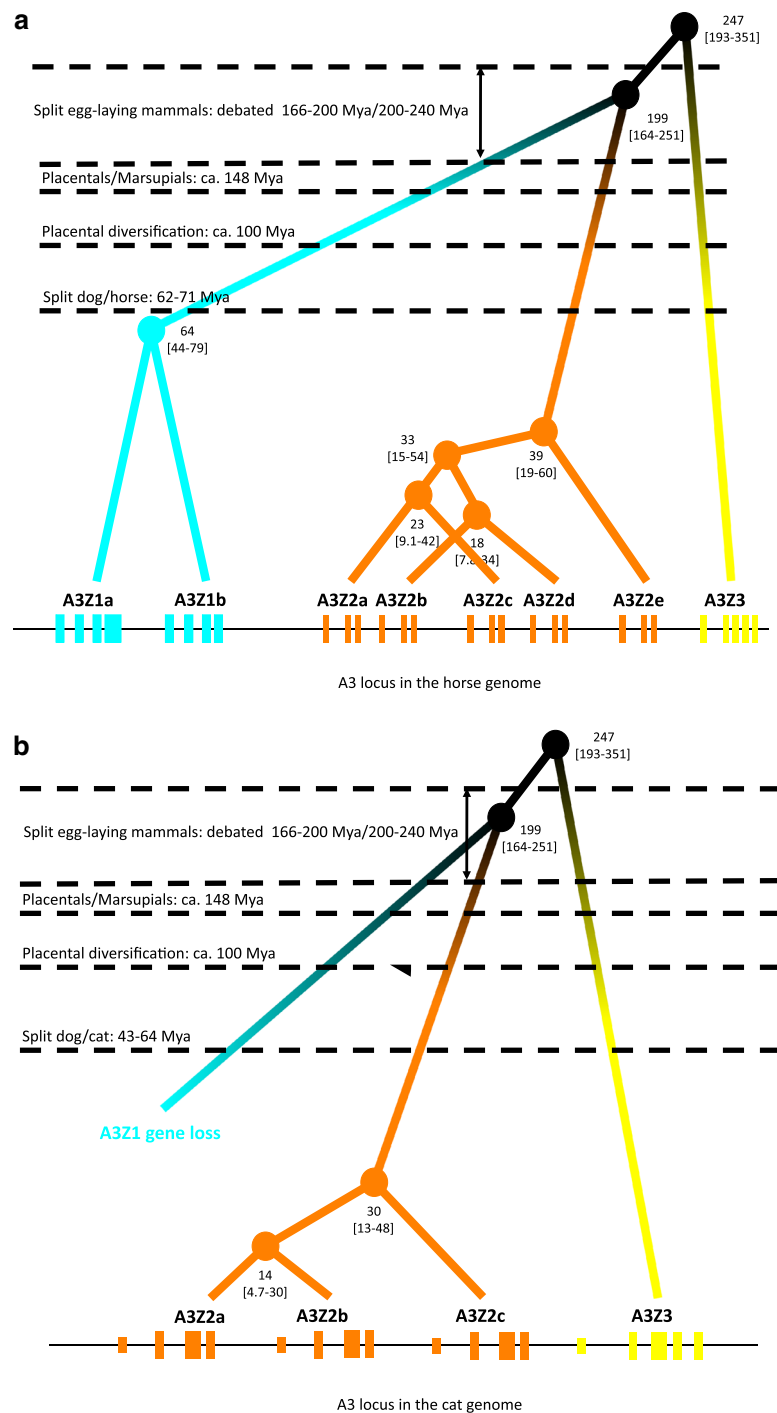 a
247
[193-351]
Split egg-laying mammals: debated 166-200 Mya/200-240 Mya
199
[164-251]
Placentals/Marsupials: ca. 148 Mya
Placental diversification: ca. 100 Mya
Split dog/horse: 62-71 Mya
64
[44-79]
33
[15-54]
39
[19-60]
23
[9.1-42]
18
[7.8-34]
A3Z1a A3Z1b A3Z2a A3Z2b A3Z2c A3Z2d A3Z2e A3Z3
A3 locus in the horse genome
b
247
[193-351]
Split egg-laying mammals: debated 166-200 Mya/200-240 Mya
199
[164-251]
Placentals/Marsupials: ca. 148 Mya
Placental diversification: ca. 100 Mya
Split dog/cat: 43-64 Mya
A3Z1 gene loss
30
[13-48]
14
[4.7-30]
A3Z2a A3Z2b A3Z2c A3Z3
A3 locus in the cat genome